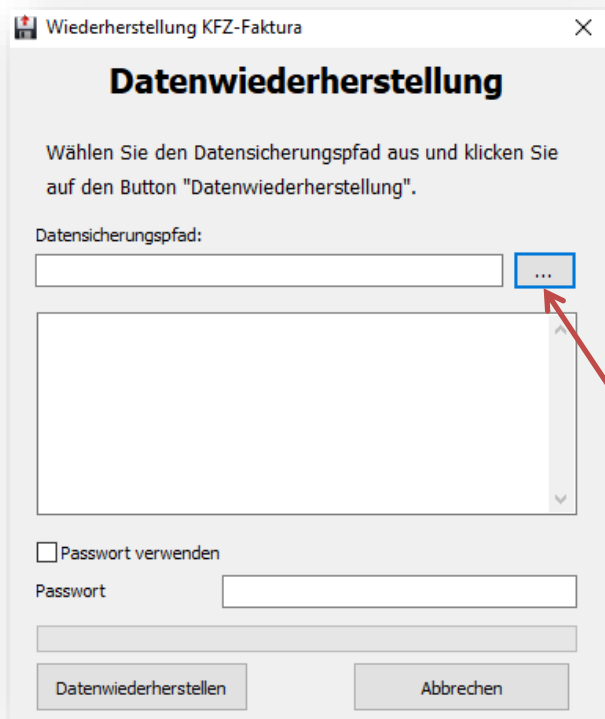 Wiederherstellung KFZ-Faktura
Datenwiederherstellung
Wählen Sie den Datensicherungspfad aus und klicken Sie
auf den Button "Datenwiederherstellung".
Datensicherungspfad:
...
Passwort verwenden
Passwort
Datenwiederherstellen
Abbrechen